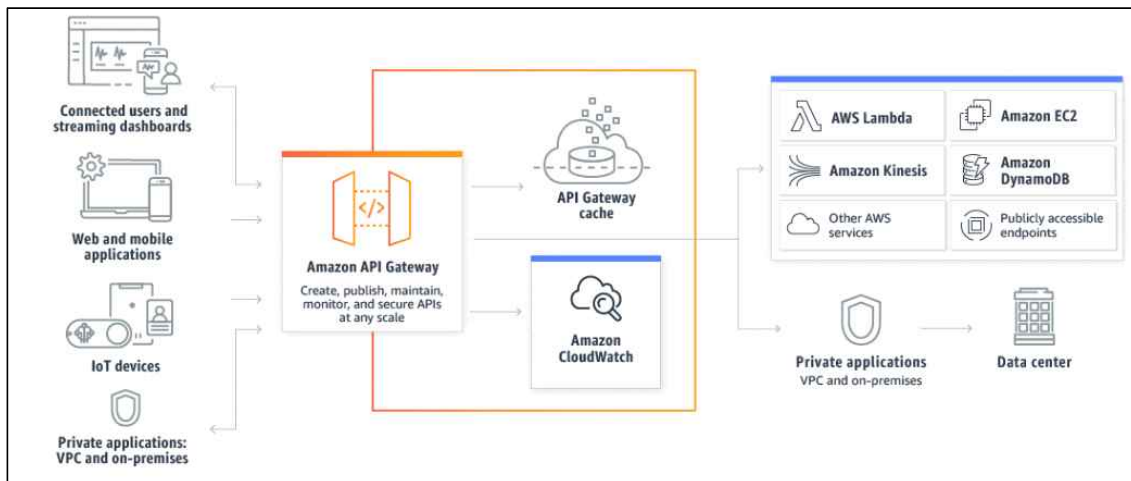 Connected users and
streaming dashboards
Web and mobile
applications
IoT devices
Private applications:
VPC and on-premises
</>
Amazon API Gateway
Create, publish, maintain,
monitor, and secure APIs
at any scale
API Gateway
cache
Amazon
CloudWatch
AWS Lambda
Amazon EC2
Amazon Kinesis
Amazon
DynamoDB
Other AWS
services
Publicly accessible
endpoints
Private applications
VPC and on-premises
Data center